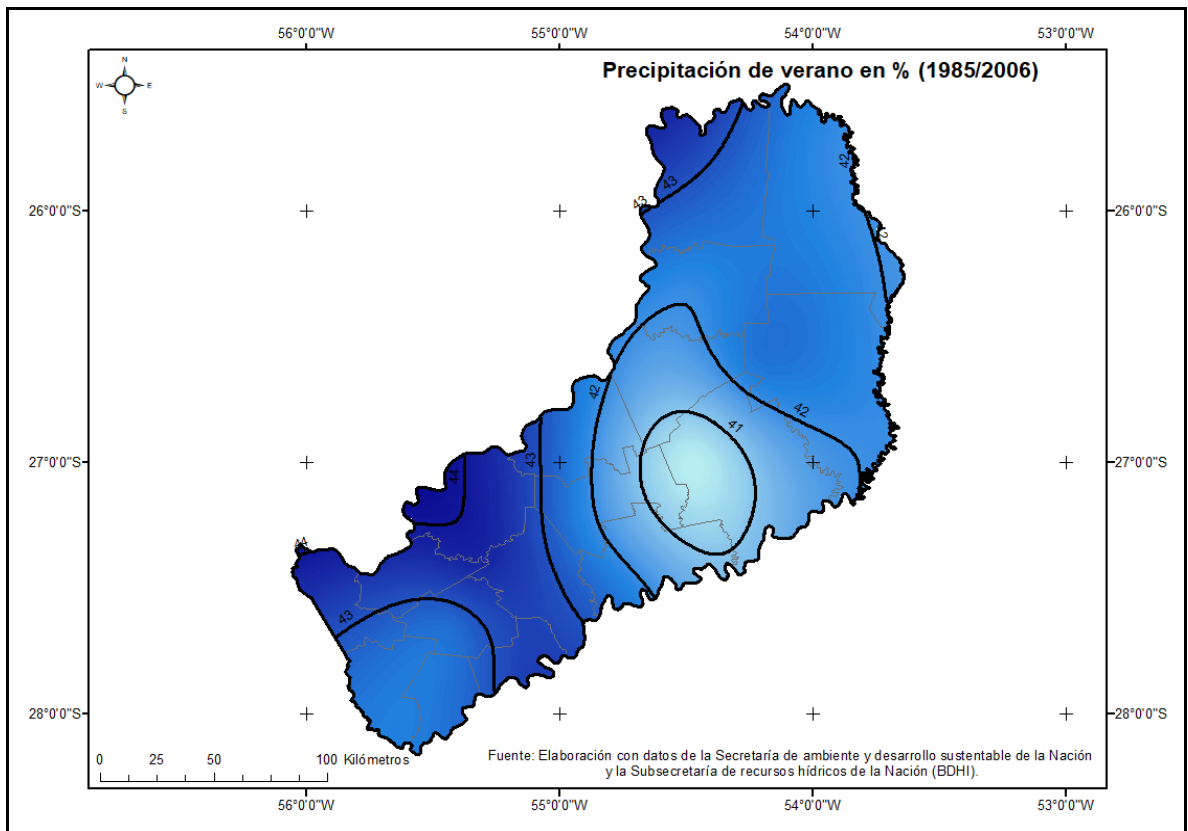 56°0'0"W 55°0'0"W 54°0'0"W 53°0'0"W
N
W E
S
Precipitación de verano en % (1985/2006)
42
43
43
26°0'0"S 26°0'0"S
42
42
41
43
44
27°0'0"S 27°0'0"S
44
43
28°0'0"S 28°0'0"S
0 25 50 100 Kilómetros
Fuente: Elaboración con datos de la Secretaría de ambiente y desarrollo sustentable de la Nación
y la Subsecretaría de recursos hídricos de la Nación (BDHI).
56°0'0"W 55°0'0"W 54°0'0"W 53°0'0"W